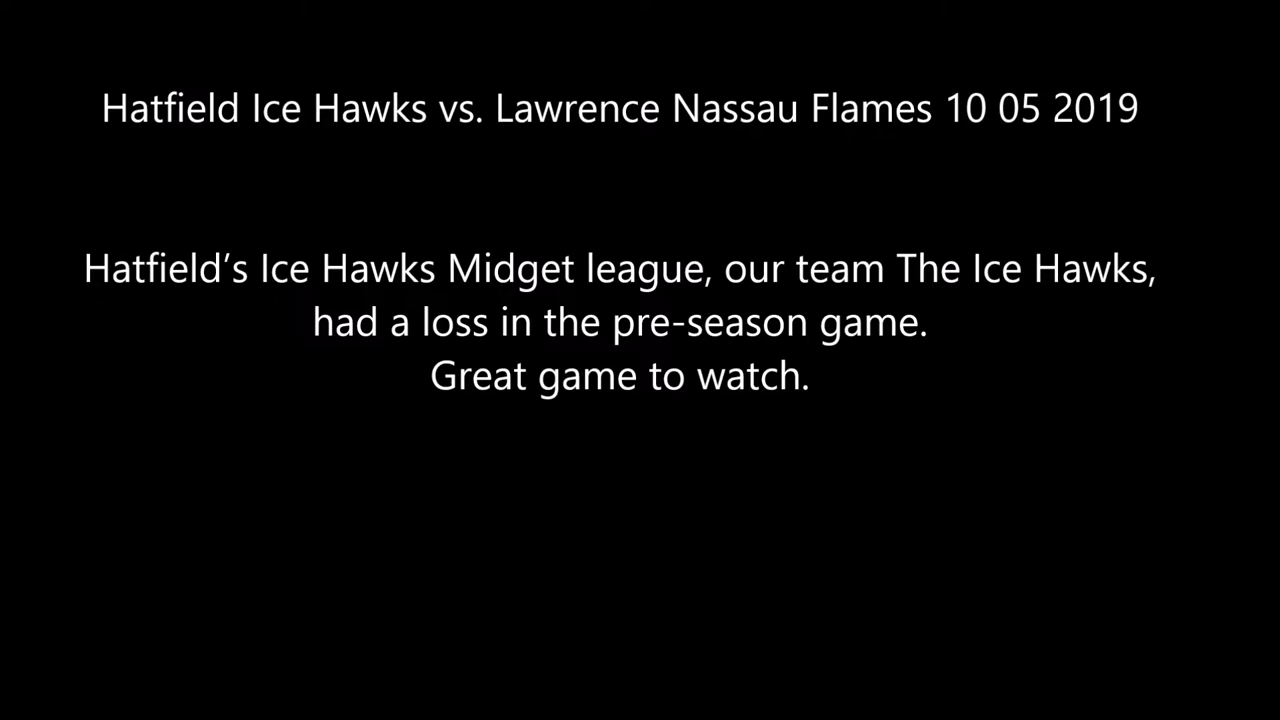 Hatfield Ice Hawks vs. Lawrence Nassau Flames 10 05 2019
Hatfield’s Ice Hawks Midget league, our team The Ice Hawks,
had a loss in the pre-season game.
Great game to watch.